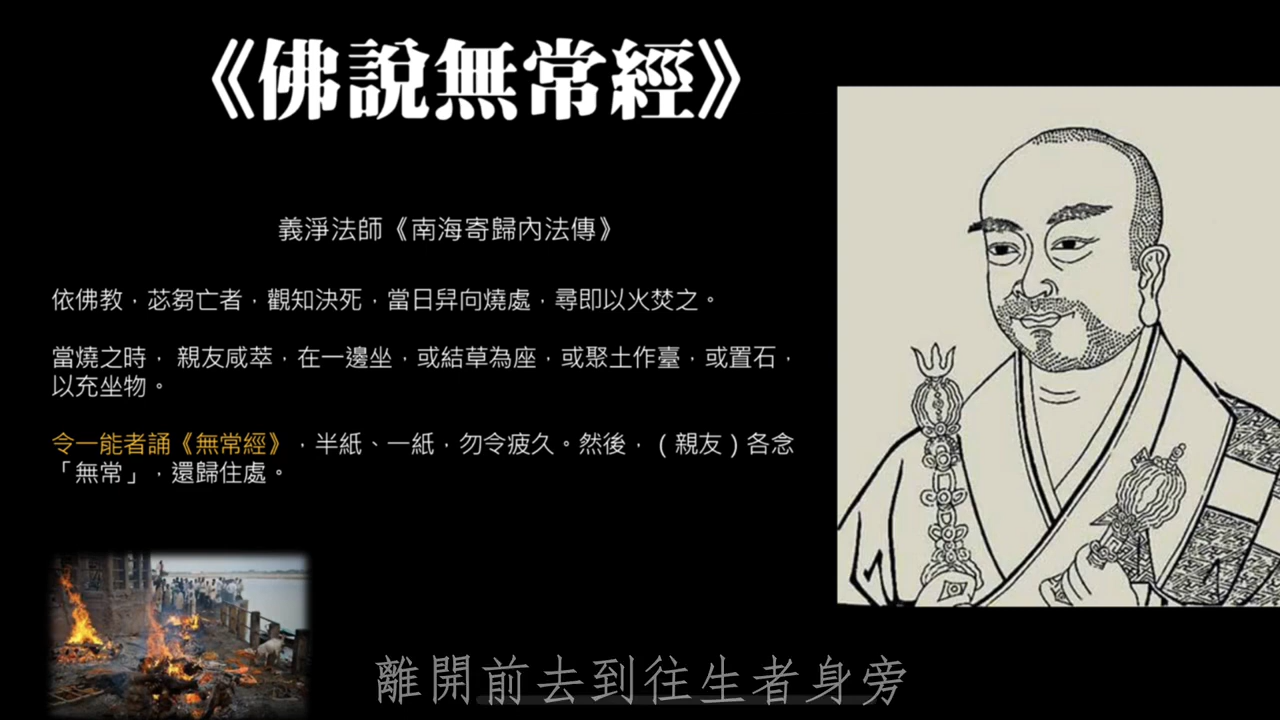 《佛說無常經》
義淨法師《南海寄歸內法傳》
依佛教，苾芻亡者，觀知決死，當日舁向燒處，尋即以火焚之。
當燒之時， 親友咸萃，在一邊坐，或結草為座，或聚土作臺，或置石，
以充坐物。
令一能者誦《無常經》，半紙、一紙，勿令疲久。然後，（親友）各念
「無常」，還歸住處。
離開前去到往生者身旁